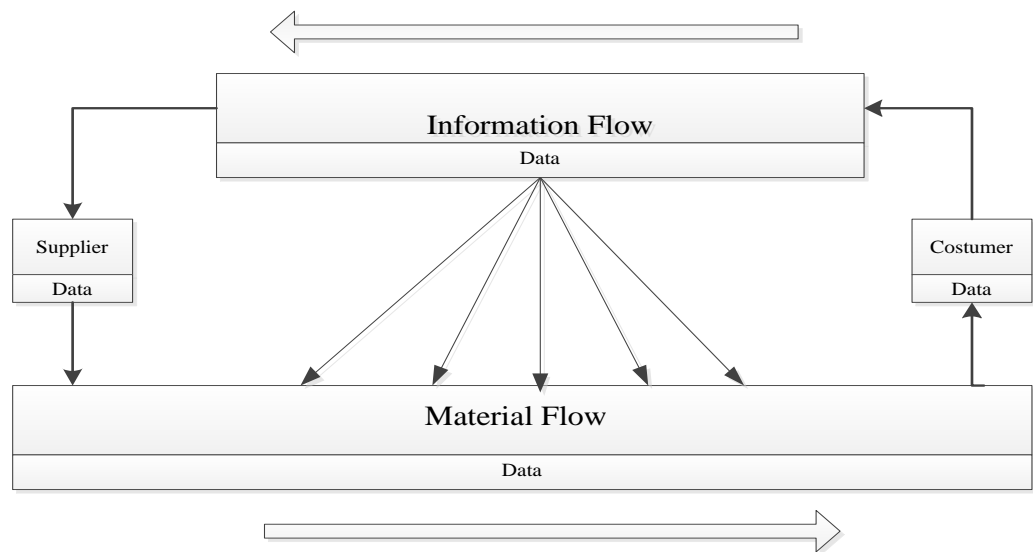 Information Flow
Data
Supplier
Data
Costumer
Data
Material Flow
Data